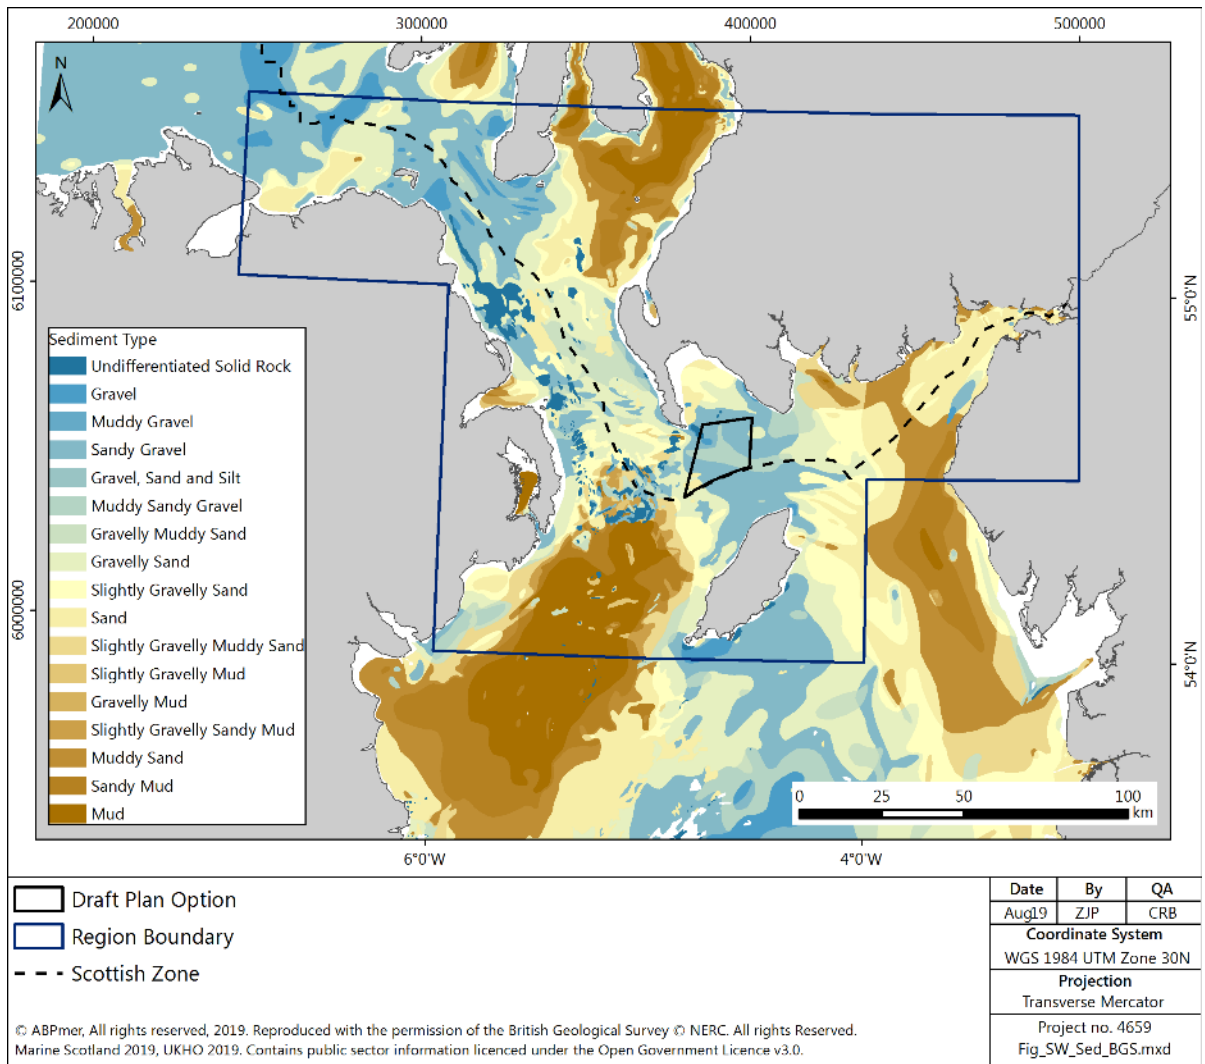 200000 300000 400000 500000
N
6100000
55°0'N
6000000
54°0'N
Sediment Type
Undifferentiated Solid Rock
Gravel
Muddy Gravel
Sandy Gravel
Gravel, Sand and Silt
Muddy Sandy Gravel
Gravelly Muddy Sand
Gravelly Sand
Slightly Gravelly Sand
Sand
Slightly Gravelly Muddy Sand
Slightly Gravelly Mud
Gravelly Mud
Slightly Gravelly Sandy Mud
Muddy Sand
Sandy Mud
Mud
0 25 50 100
km
6°0'W 4°0'W
Draft Plan Option
Region Boundary
Scottish Zone
Date By QA
Aug19 ZJP CRB
Coordinate System
WGS 1984 UTM Zone 30N
Projection
Transverse Mercator
Project no. 4659
Fig_SW_Sed_BGS.mxd
© ABPmer, All rights reserved, 2019. Reproduced with the permission of the British Geological Survey © NERC. All rights Reserved.
Marine Scotland 2019, UKHO 2019. Contains public sector information licenced under the Open Government Licence v3.0.